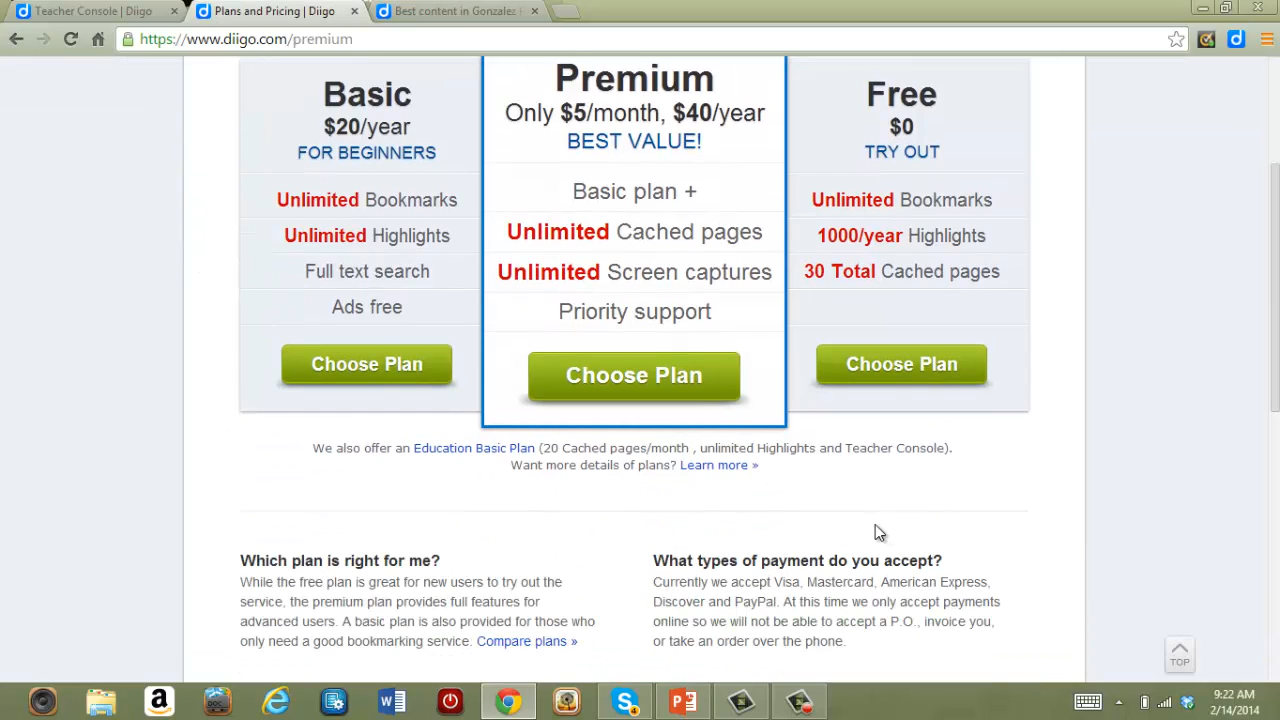 Teacher Console | Diigo
Plans and Pricing | Diigo
Best content in Gonzalez
https://www.diigo.com/premium
Basic
$20/year
FOR BEGINNERS
Unlimited Bookmarks
Unlimited Highlights
Full text search
Ads free
Choose Plan
Premium
Only $5/month, $40/year
BEST VALUE!
Basic plan +
Unlimited Cached pages
Unlimited Screen captures
Priority support
Choose Plan
Free
$0
TRY OUT
Unlimited Bookmarks
1000/year Highlights
30 Total Cached pages
Choose Plan
We also offer an Education Basic Plan (20 Cached pages/month , unlimited Highlights and Teacher Console).
Want more details of plans? Learn more »
Which plan is right for me?
While the free plan is great for new users to try out the
service, the premium plan provides full features for
advanced users. A basic plan is also provided for those who
only need a good bookmarking service. Compare plans »
What types of payment do you accept?
Currently we accept Visa, Mastercard, American Express,
Discover and PayPal. At this time we only accept payments
online so we will not be able to accept a P.O., invoice you,
or take an order over the phone.
TOP
9:22 AM
2/14/2014